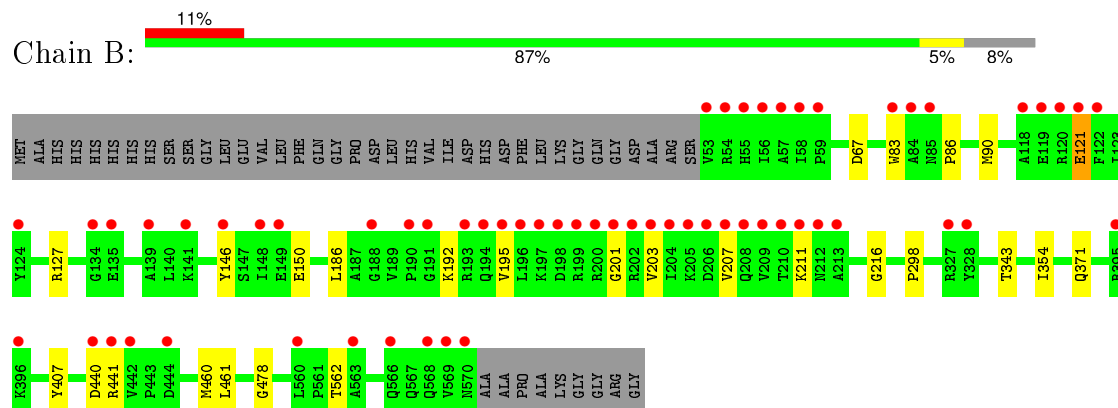 11%
Chain B:
87% 5% 8%
MET ALA HIS HIS HIS HIS HIS HIS SER SER GLY LEU GLU VAL LEU PHE GLN GLY PRO ASP LEU HIS VAL ILE ASP HIS ASP PHE LEU LYS GLY GLN GLY ASP ALA ARG SER V53 R54 H55 I56 A57 I58 P59 D67 W83 A84 N85 P86 M90 A118 E119 R120 E121 F122 I123
Y124 R127 G134 E135 A139 L140 K141 Y146 S147 I148 E149 E150 L186 A187 G188 V189 P190 G191 K192 R193 Q194 V195 L196 K197 D198 R199 R200 G201 R202 V203 I204 K205 D206 V207 Q208 V209 T210 K211 N212 A213 G216 P298 R327 Y328 T343 I354 Q371
K396 Y407 D440 R441 V442 P443 D444 M460 L461 G478 L560 P561 T562 A563 Q566 Q567 Q568 V569 N570 ALA ALA PRO ALA LYS GLY GLY ARG GLY